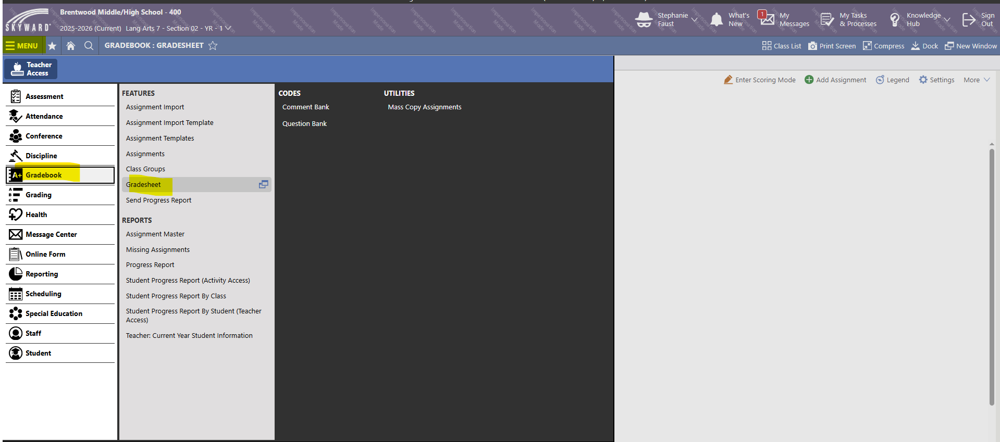 Brentwood Middle/High School - 400
SKYWARD
2025-2026 (Current) Lang Arts 7 - Section 02 - YR - 1
Stephanie
Faust
What's
New
1
My
Messages
My Tasks
& Processes
Knowledge
Hub
Sign
Out
MENU
GRADEBOOK : GRADESHEET
Class List
Print Screen
Compress
Dock
New Window
Teacher
Access
Enter Scoring Mode
Add Assignment
Legend
Settings
More
Assessment
Attendance
Conference
Discipline
A+ Gradebook
A
B
C
Grading
Health
Message Center
Online Form
Reporting
Scheduling
Special Education
Staff
Student
FEATURES
Assignment Import
Assignment Import Template
Assignment Templates
Assignments
Class Groups
Gradesheet
Send Progress Report
REPORTS
Assignment Master
Missing Assignments
Progress Report
Student Progress Report (Activity Access)
Student Progress Report By Class
Student Progress Report By Student (Teacher
Access)
Teacher: Current Year Student Information
CODES
Comment Bank
Question Bank
UTILITIES
Mass Copy Assignments
Impersonation
Mode